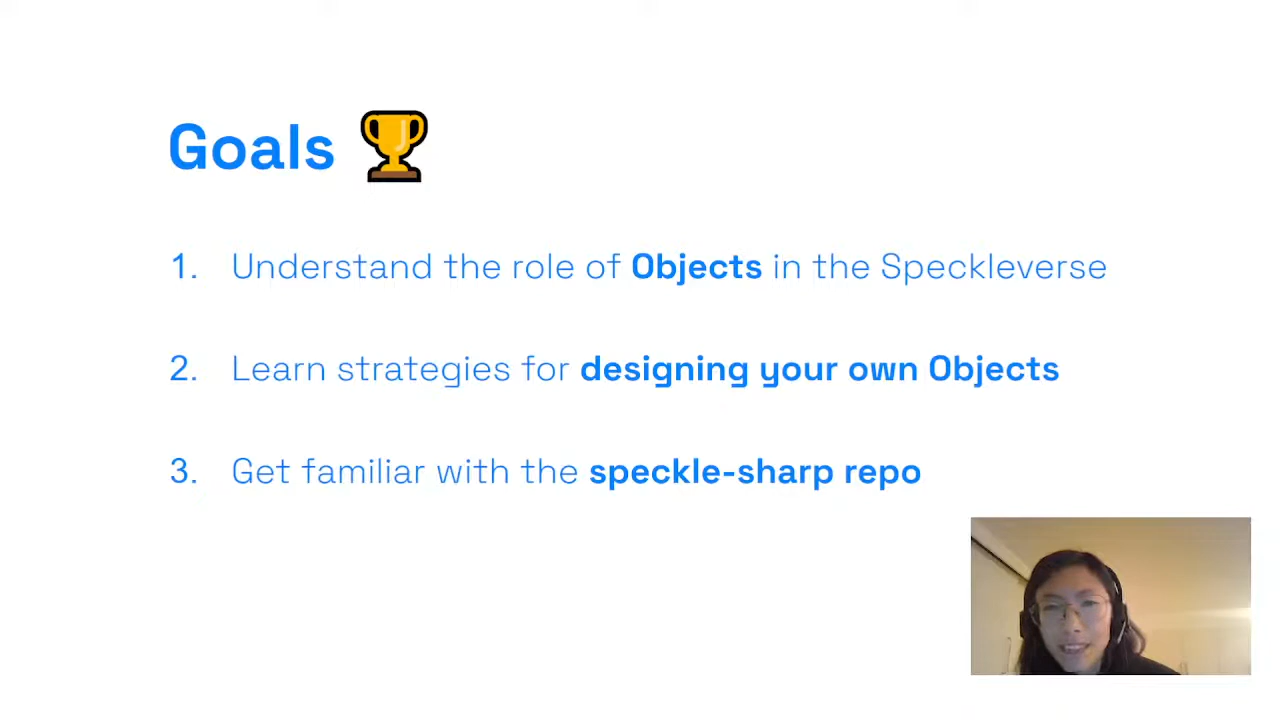 Goals
1. Understand the role of Objects in the Speckleverse
2. Learn strategies for designing your own Objects
3. Get familiar with the speckle-sharp repo